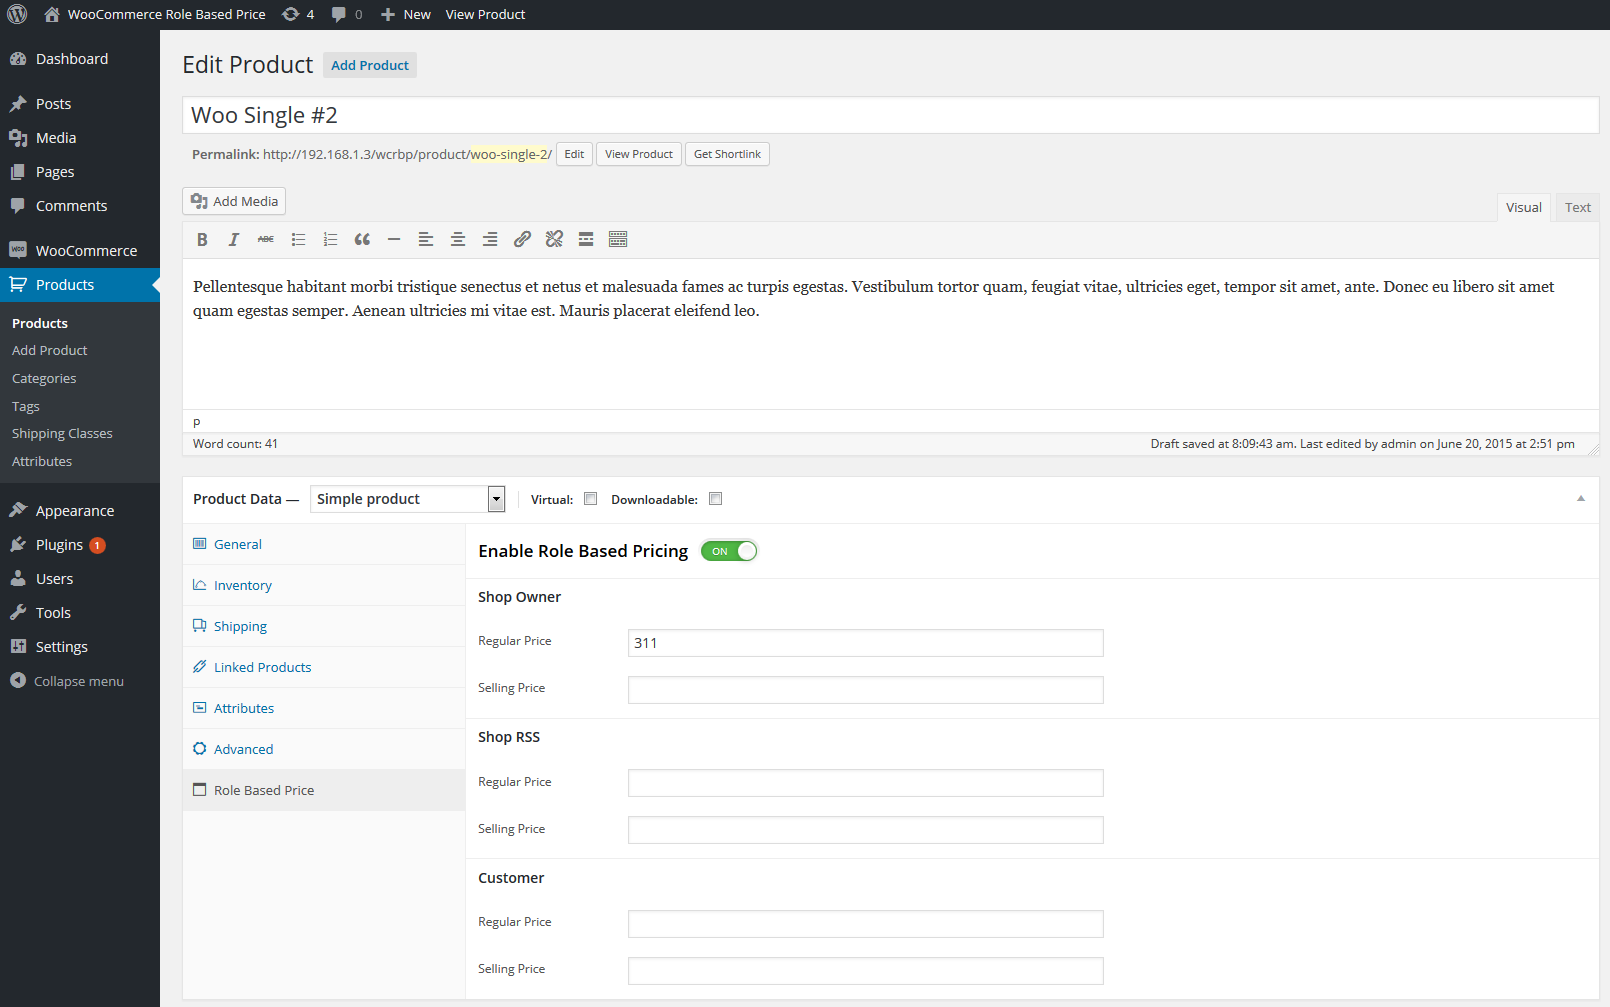 WooCommerce Role Based Price 4 0 New View Product
Dashboard
Posts
Media
Pages
Comments
WooCommerce
Products
Products
Add Product
Categories
Tags
Shipping Classes
Attributes
Appearance
Plugins 1
Users
Tools
Settings
Collapse menu
Edit Product Add Product
Woo Single #2
Permalink: http://192.168.1.3/wcrbp/product/woo-single-2/ Edit View Product Get Shortlink
Add Media
Visual Text
B I ABC
Pellentesque habitant morbi tristique senectus et netus et malesuada fames ac turpis egestas. Vestibulum tortor quam, feugiat vitae, ultricies eget, tempor sit amet, ante. Donec eu libero sit amet
quam egestas semper. Aenean ultricies mi vitae est. Mauris placerat eleifend leo.
p
Word count: 41 Draft saved at 8:09:43 am. Last edited by admin on June 20, 2015 at 2:51 pm
Product Data — Simple product Virtual: Downloadable:
General
Inventory
Shipping
Linked Products
Attributes
Advanced
Role Based Price
Enable Role Based Pricing ON
Shop Owner
Regular Price 311
Selling Price
Shop RSS
Regular Price
Selling Price
Customer
Regular Price
Selling Price